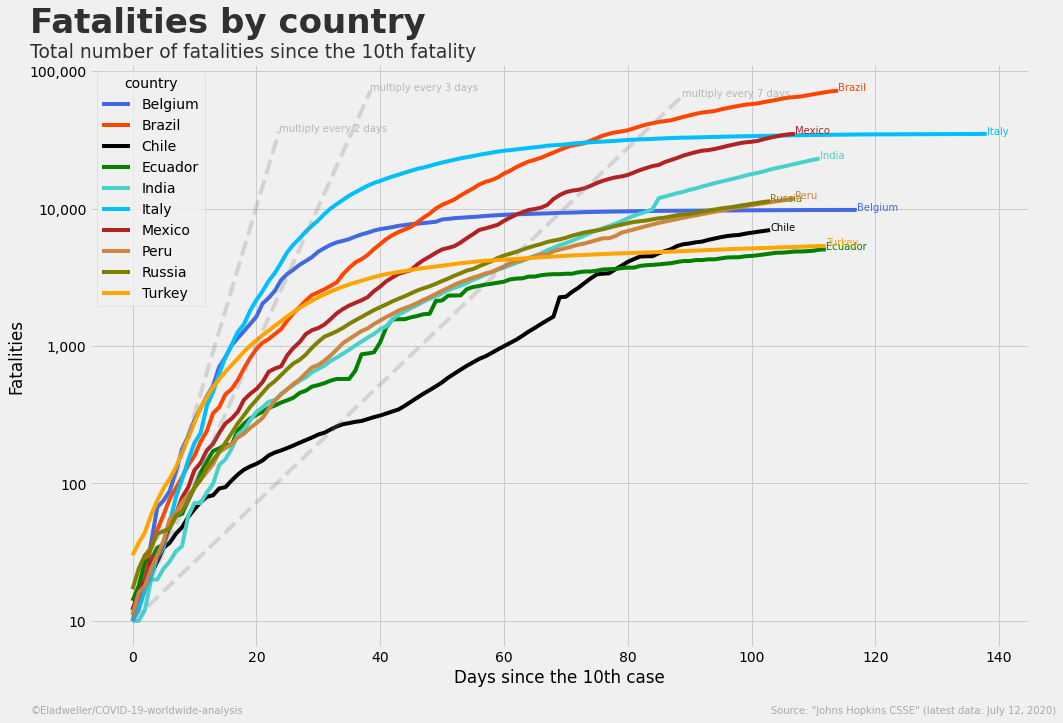 Fatalities by country
Total number of fatalities since the 10th fatality
100,000
10,000
1,000
100
10
Fatalities
country
Belgium
Brazil
Chile
Ecuador
India
Italy
Mexico
Peru
Russia
Turkey
multiply every 2 days
multiply every 3 days
multiply every 7 days
Brazil
Mexico
Italy
India
Russia
Peru
Belgium
Chile
Turkey
Ecuador
0 20 40 60 80 100 120 140
Days since the 10th case
©Eladweller/COVID-19-worldwide-analysis
Source: "Johns Hopkins CSSE" (latest data: July 12, 2020)